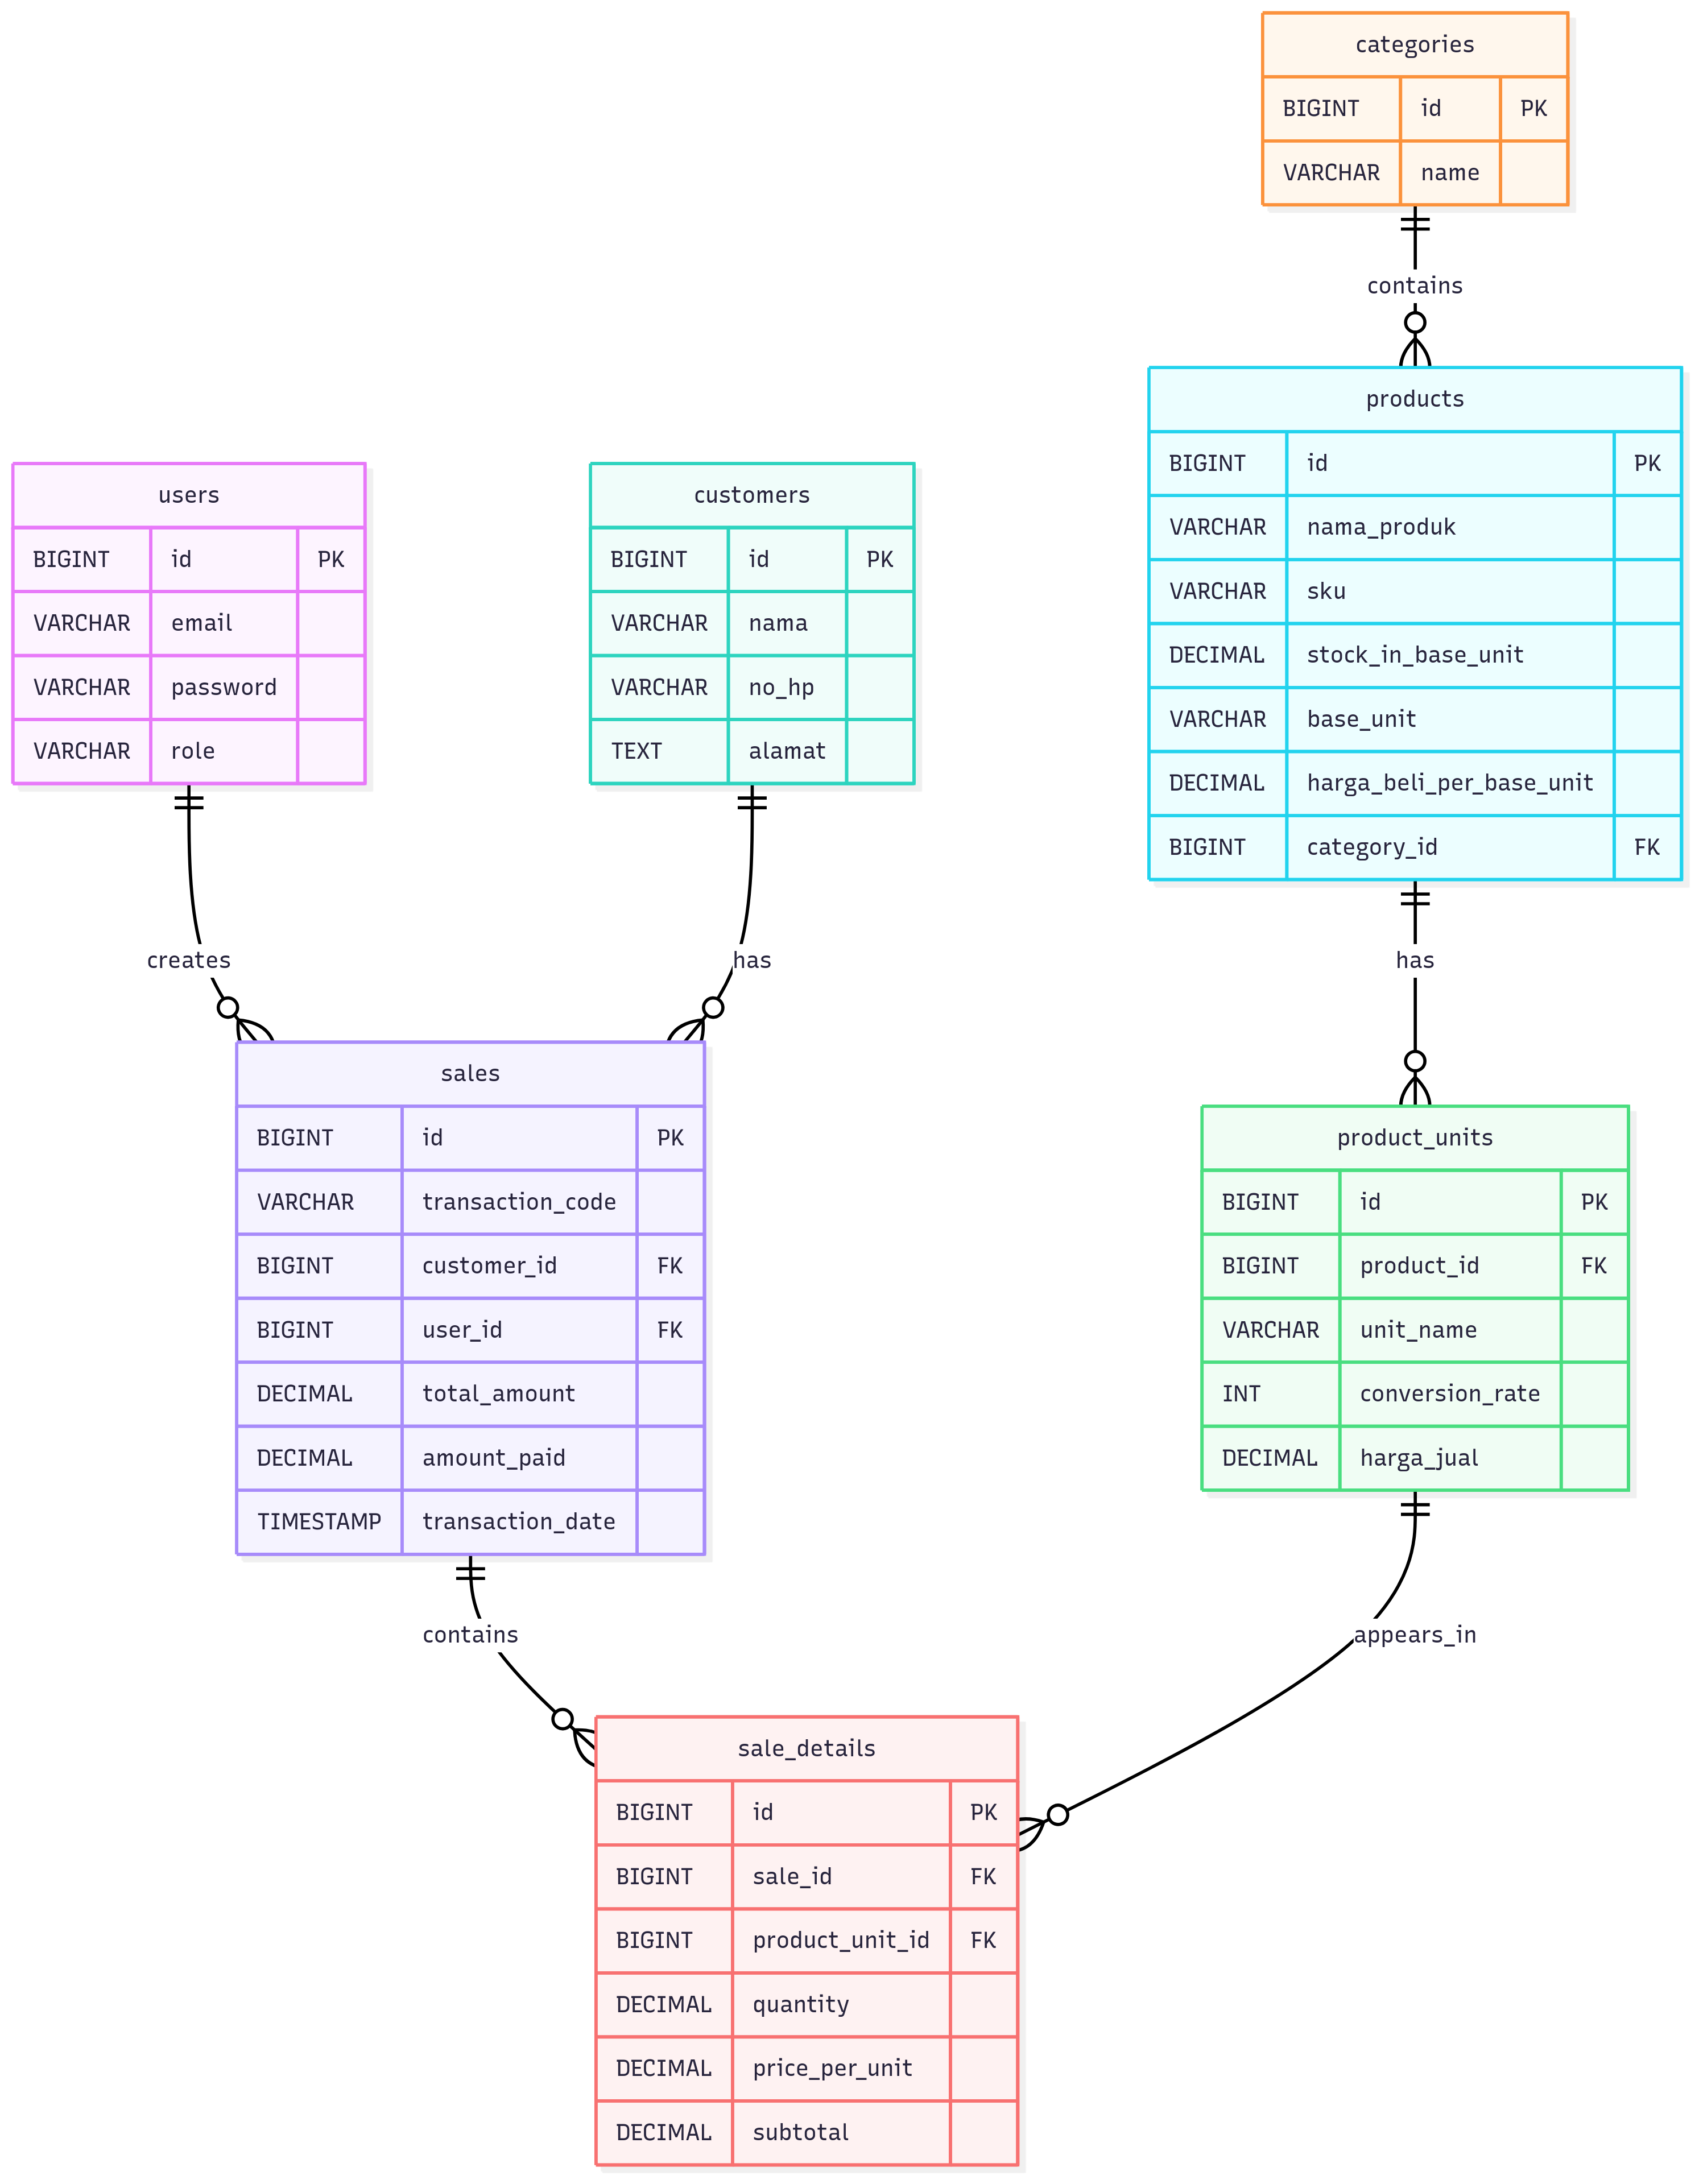 categories
BIGINT id PK
VARCHAR name
contains
products
BIGINT id PK
VARCHAR nama_produk
VARCHAR sku
DECIMAL stock_in_base_unit
VARCHAR base_unit
DECIMAL harga_beli_per_base_unit
BIGINT category_id FK
users
BIGINT id PK
VARCHAR email
VARCHAR password
VARCHAR role
customers
BIGINT id PK
VARCHAR nama
VARCHAR no_hp
TEXT alamat
creates
has
has
sales
BIGINT id PK
VARCHAR transaction_code
BIGINT customer_id FK
BIGINT user_id FK
DECIMAL total_amount
DECIMAL amount_paid
TIMESTAMP transaction_date
product_units
BIGINT id PK
BIGINT product_id FK
VARCHAR unit_name
INT conversion_rate
DECIMAL harga_jual
contains
appears_in
sale_details
BIGINT id PK
BIGINT sale_id FK
BIGINT product_unit_id FK
DECIMAL quantity
DECIMAL price_per_unit
DECIMAL subtotal